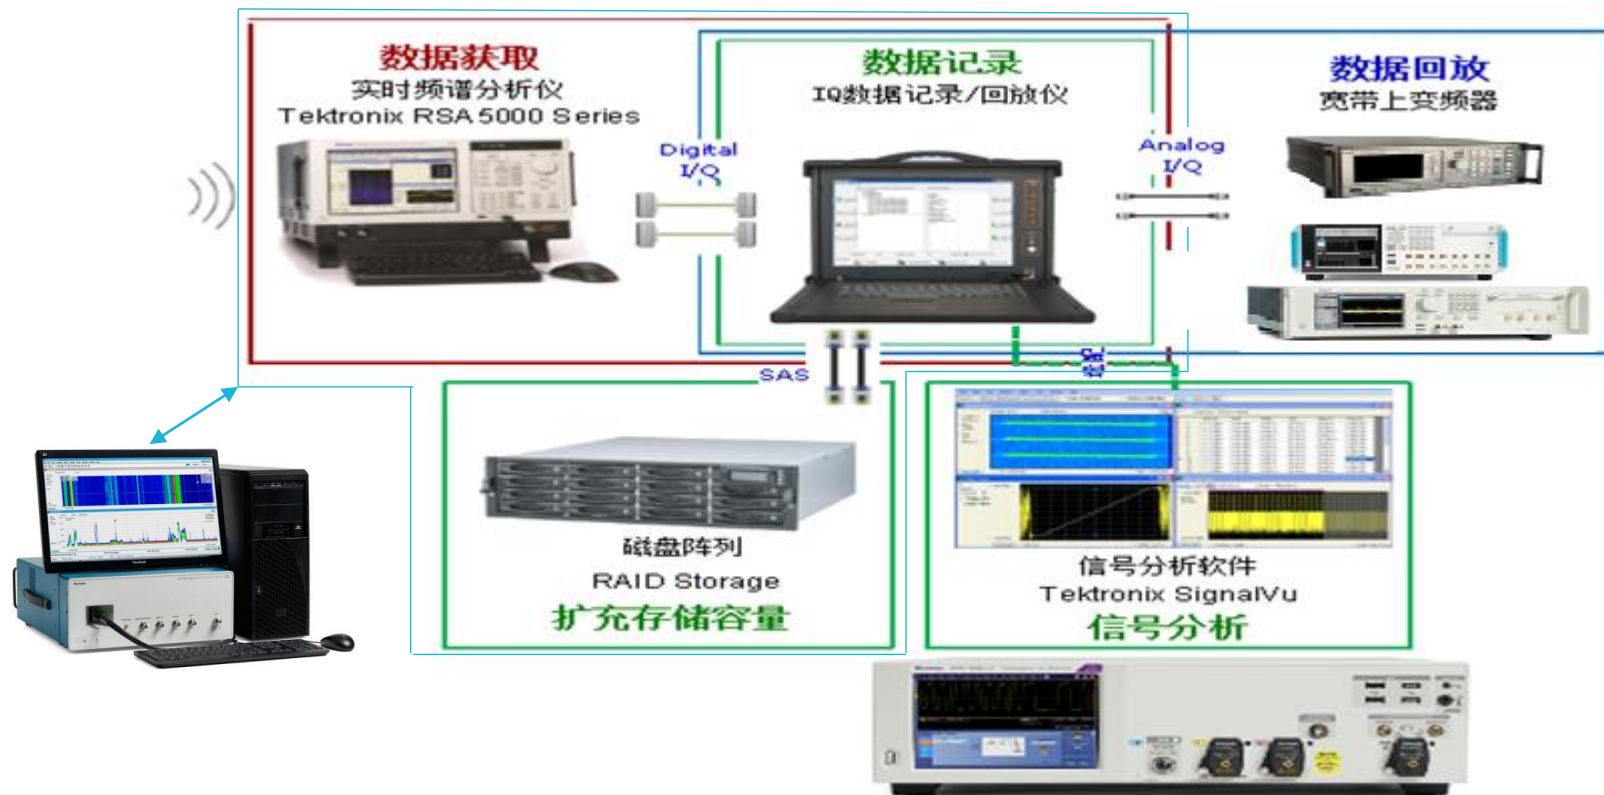 数据获取
实时频谱分析仪
Tektronix RSA5000 Series
数据记录
IQ数据记录/回放仪
数据回放
宽带上变频器
Digital
I/Q
Analog
I/Q
SAS
选配
磁盘阵列
RAID Storage
扩充存储容量
信号分析软件
Tektronix SignalVu
信号分析